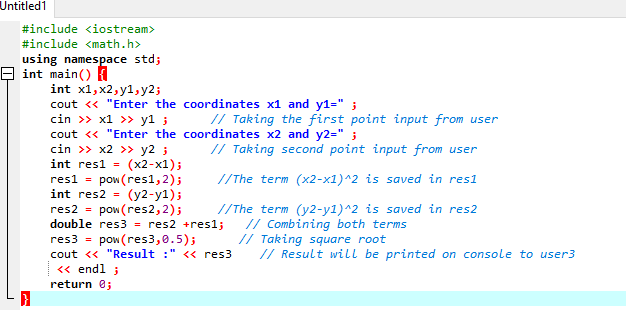 Untitled1
#include <iostream>
#include <math.h>
using namespace std;
int main() {
int x1,x2,y1,y2;
cout << "Enter the coordinates x1 and y1=" ;
cin >> x1 >> y1 ; // Taking the first point input from user
cout << "Enter the coordinates x2 and y2=" ;
cin >> x2 >> y2 ; // Taking second point input from user
int res1 = (x2-x1);
res1 = pow(res1,2); //The term (x2-x1)^2 is saved in res1
int res2 = (y2-y1);
res2 = pow(res2,2); //The term (y2-y1)^2 is saved in res2
double res3 = res2 +res1; // Combining both terms
res3 = pow(res3,0.5); // Taking square root
cout << "Result :" << res3 // Result will be printed on console to user3
<< endl ;
return 0;
}